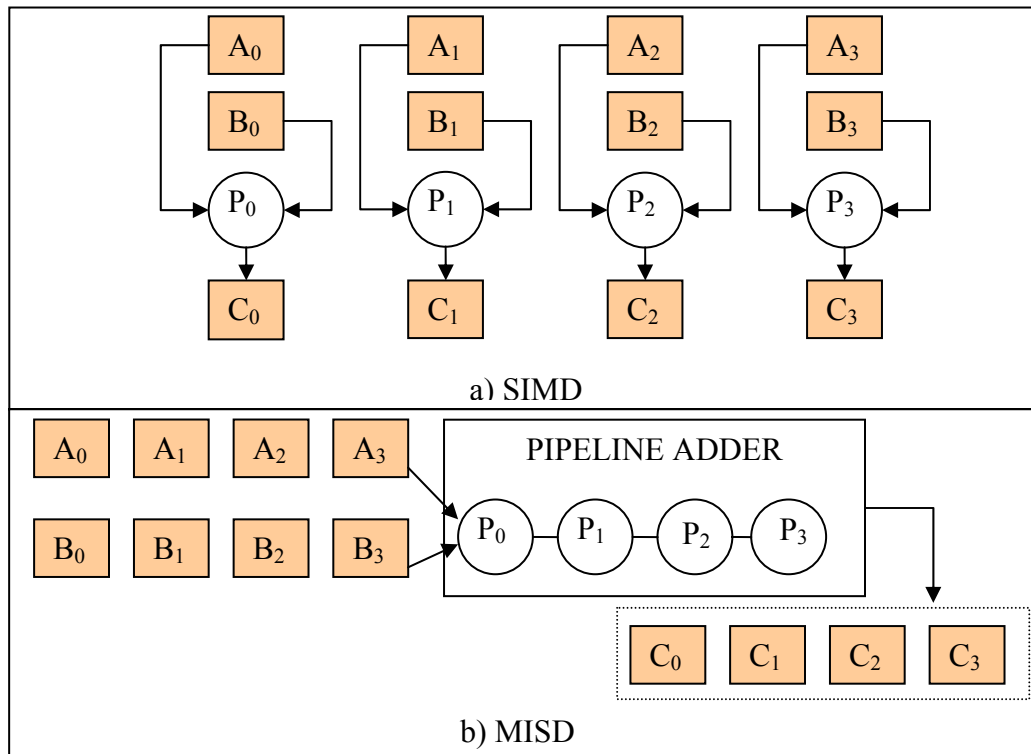 A₀ A₁ A₂ A₃
B₀ B₁ B₂ B₃
P₀ P₁ P₂ P₃
C₀ C₁ C₂ C₃
a) SIMD
A₀ A₁ A₂ A₃
PIPELINE ADDER
B₀ B₁ B₂ B₃
P₀ P₁ P₂ P₃
C₀ C₁ C₂ C₃
b) MISD